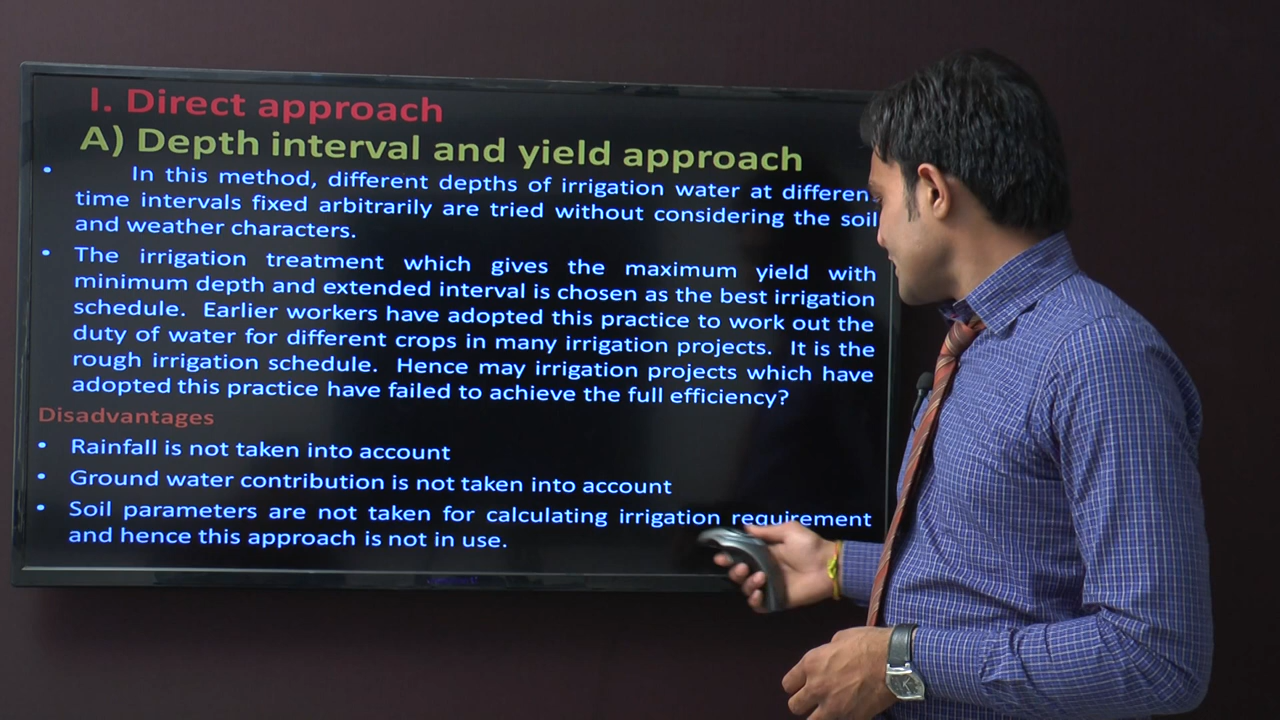 I. Direct approach
A) Depth interval and yield approach
• In this method, different depths of irrigation water at differen
time intervals fixed arbitrarily are tried without considering the soil
and weather characters.
• The irrigation treatment which gives the maximum yield with
minimum depth and extended interval is chosen as the best irrigation
schedule. Earlier workers have adopted this practice to work out the
duty of water for different crops in many irrigation projects. It is the
rough irrigation schedule. Hence may irrigation projects which have
adopted this practice have failed to achieve the full efficiency?
Disadvantages
• Rainfall is not taken into account
• Ground water contribution is not taken into account
• Soil parameters are not taken for calculating irrigation requirement
and hence this approach is not in use.